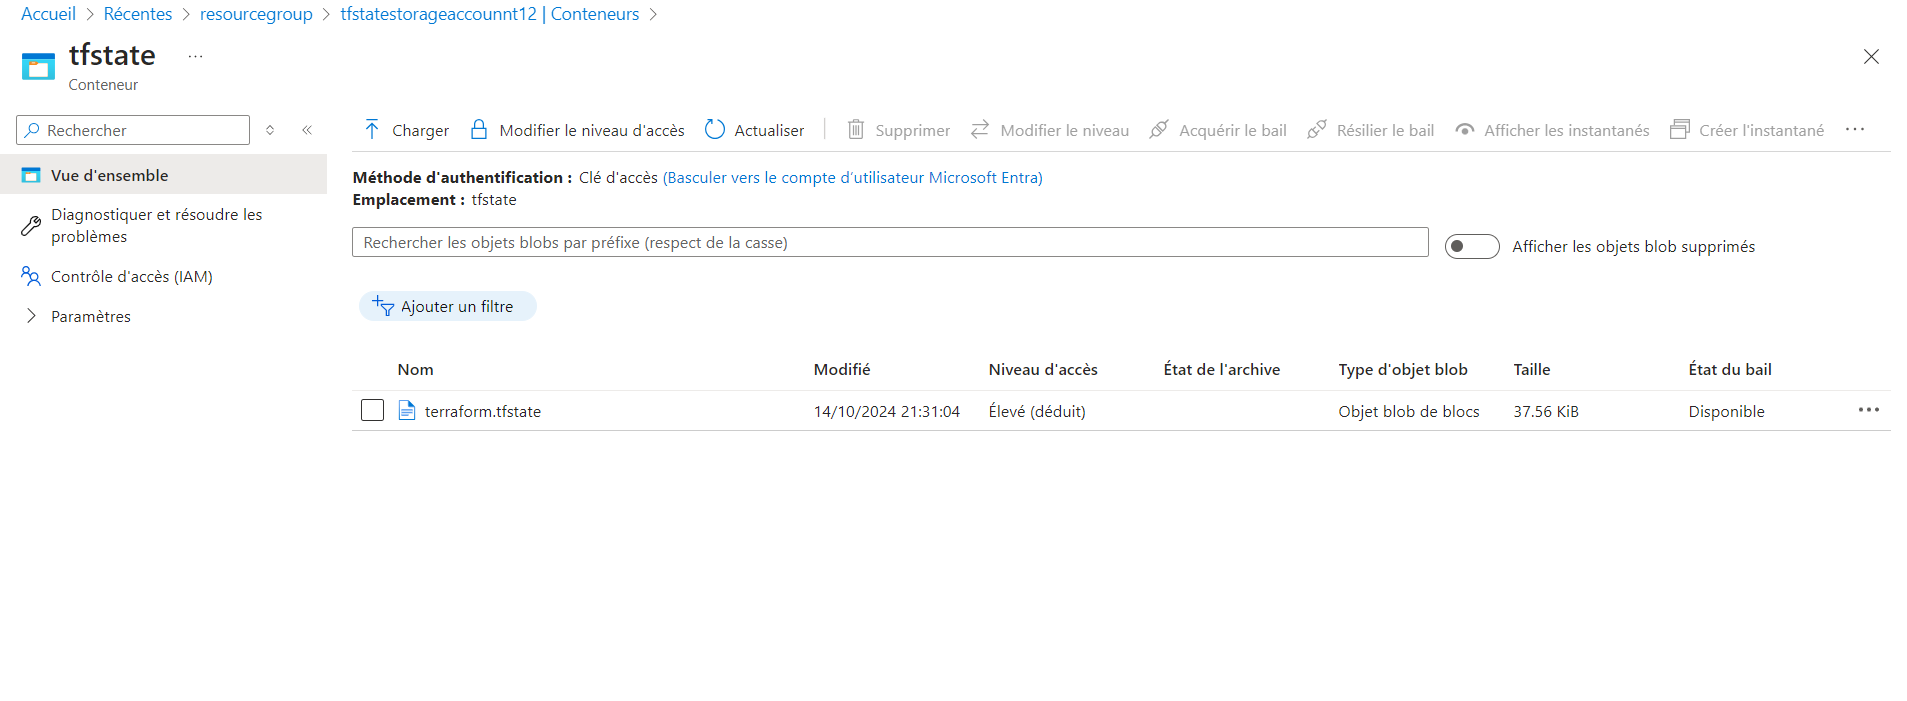 Accueil > Récentes > resourcegroup > tfstatestorageaccounnt12 | Conteneurs >
tfstate ...
Conteneur
Rechercher
Vue d'ensemble
Diagnostiquer et résoudre les
problèmes
Contrôle d'accès (IAM)
Paramètres
Charger Modifier le niveau d'accès Actualiser Supprimer Modifier le niveau Acquérir le bail Résilier le bail Afficher les instantanés Créer l'instantané ...
Méthode d'authentification : Clé d'accès (Basculer vers le compte d’utilisateur Microsoft Entra)
Emplacement : tfstate
Rechercher les objets blobs par préfixe (respect de la casse)
Afficher les objets blob supprimés
Ajouter un filtre
Nom Modifié Niveau d'accès État de l'archive Type d'objet blob Taille État du bail
terraform.tfstate 14/10/2024 21:31:04 Élevé (déduit) Objet blob de blocs 37.56 KiB Disponible ...